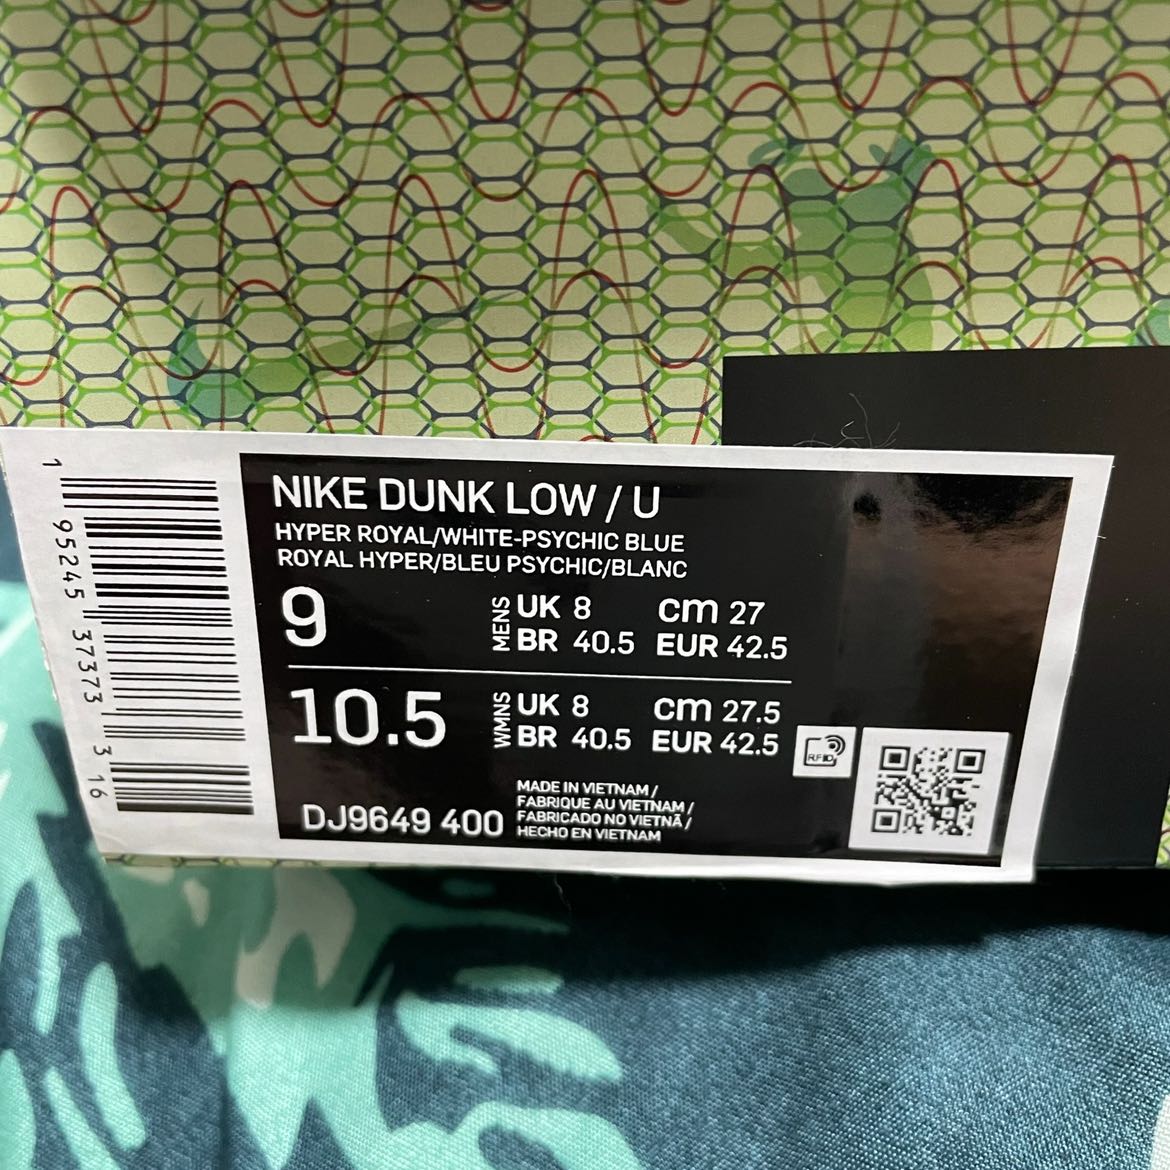 NIKE DUNK LOW / U
HYPER ROYAL/WHITE-PSYCHIC BLUE
ROYAL HYPER/BLEU PSYCHIC/BLANC
9
MENS
UK 8 cm 27
BR 40.5 EUR 42.5
10.5
WMNS
UK 8 cm 27.5
BR 40.5 EUR 42.5
DJ9649 400
MADE IN VIETNAM /
FABRIQUE AU VIETNAM /
FABRICADO NO VIETNÃ /
HECHO EN VIETNAM
RFID
1 95245 37373 3 16